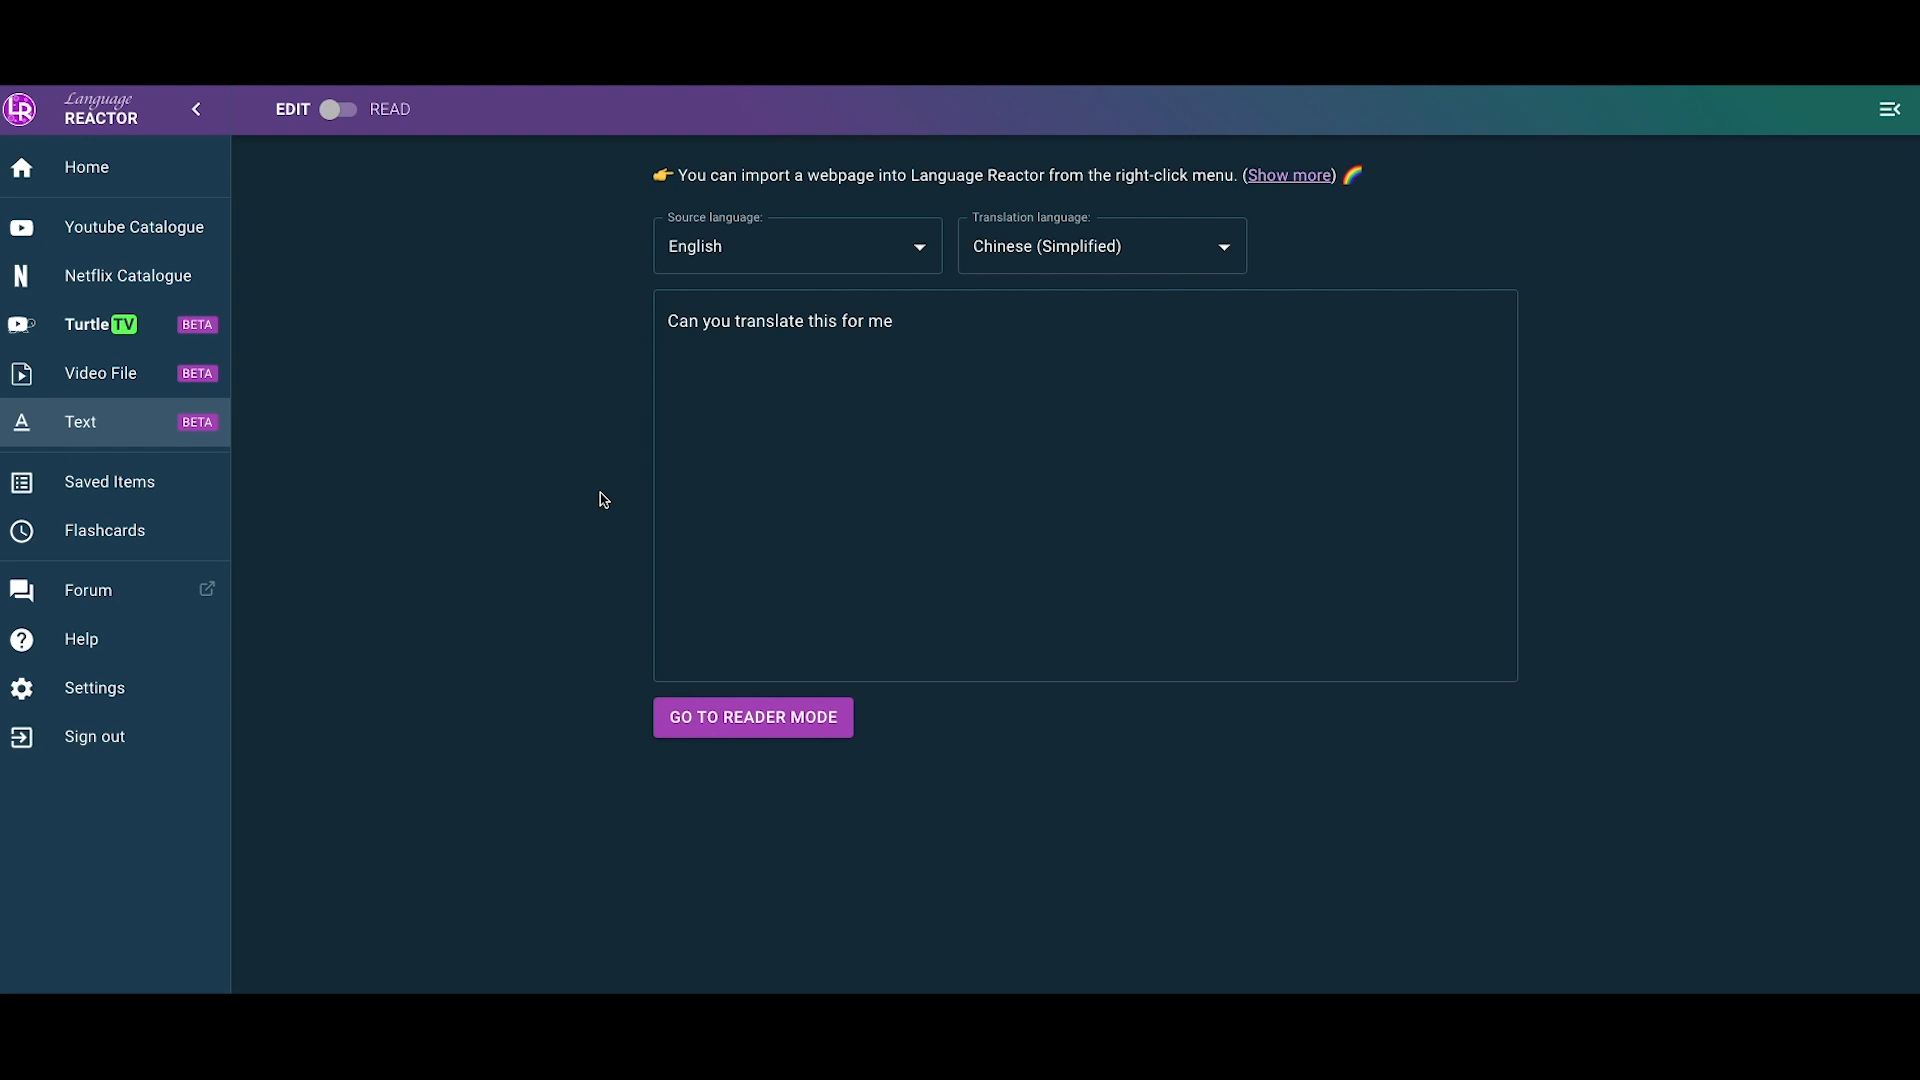 Language
REACTOR
EDIT READ
Home
Youtube Catalogue
Netflix Catalogue
TurtleTV BETA
Video File BETA
Text BETA
Saved Items
Flashcards
Forum
Help
Settings
Sign out
👉 You can import a webpage into Language Reactor from the right-click menu. (Show more) 🌈
Source language: Translation language:
English Chinese (Simplified)
Can you translate this for me
GO TO READER MODE